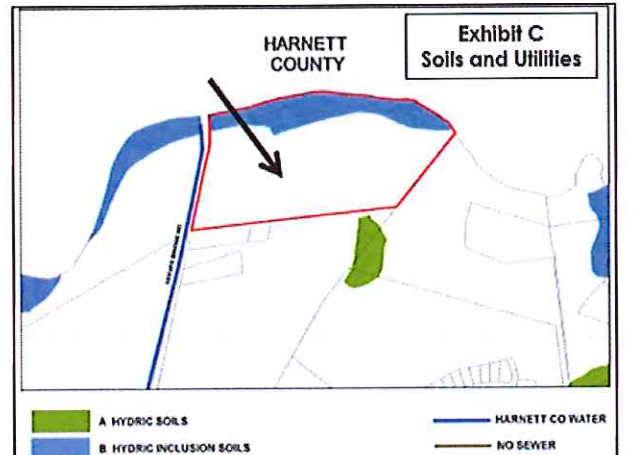 Exhibit C
Soils and Utilities
HARNETT
COUNTY
A HYDRIC SOILS
HARNETT CO WATER
B HYDRIC INCLUSION SOILS
NO SEWER